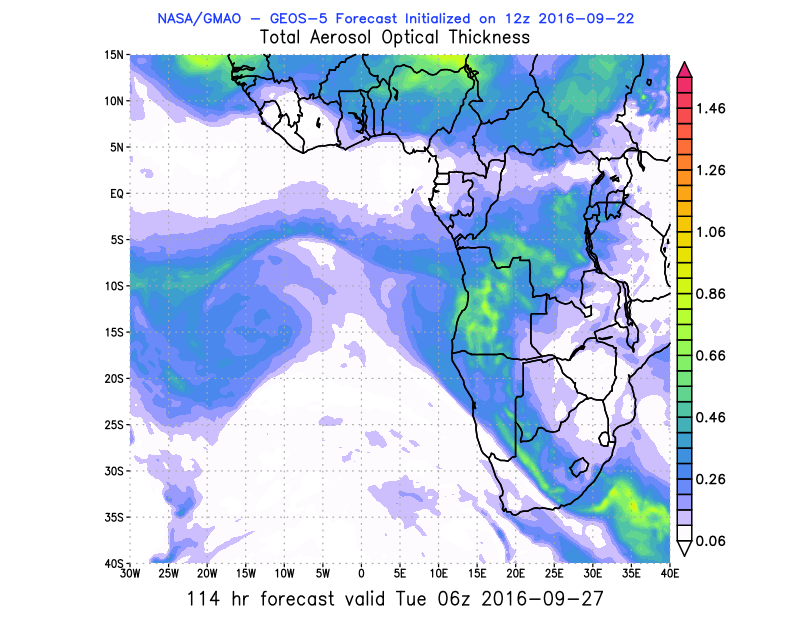 NASA/GMAO - GEOS-5 Forecast Initialized on 12z 2016-09-22
Total Aerosol Optical Thickness
15N
10N
5N
EQ
5S
10S
15S
20S
25S
30S
35S
40S
30W 25W 20W 15W 10W 5W 0 5E 10E 15E 20E 25E 30E 35E 40E
1.46
1.26
1.06
0.86
0.66
0.46
0.26
0.06
114 hr forecast valid Tue 06z 2016-09-27